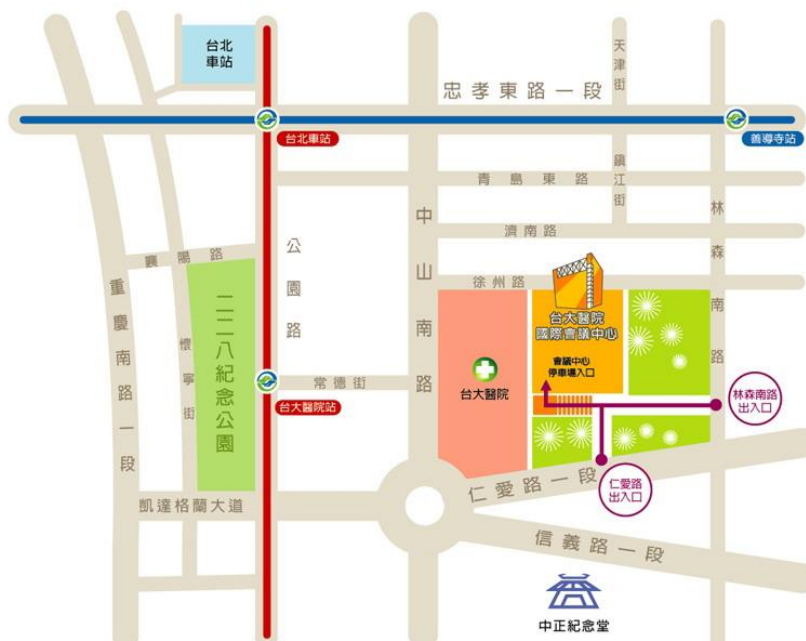 台北
車站
天津街
忠孝東路一段
台北車站
善導寺站
青島東路
鎮江街
中山南路
濟南路
林森南路
公園路
襄陽路
徐州路
重慶南路一段
二二八紀念公園
懷寧街
台大醫院
國際會議中心
會議中心
停車場入口
常德街
台大醫院
台大醫院站
林森南路
出入口
仁愛路一段
仁愛路
出入口
凱達格蘭大道
信義路一段
中正紀念堂